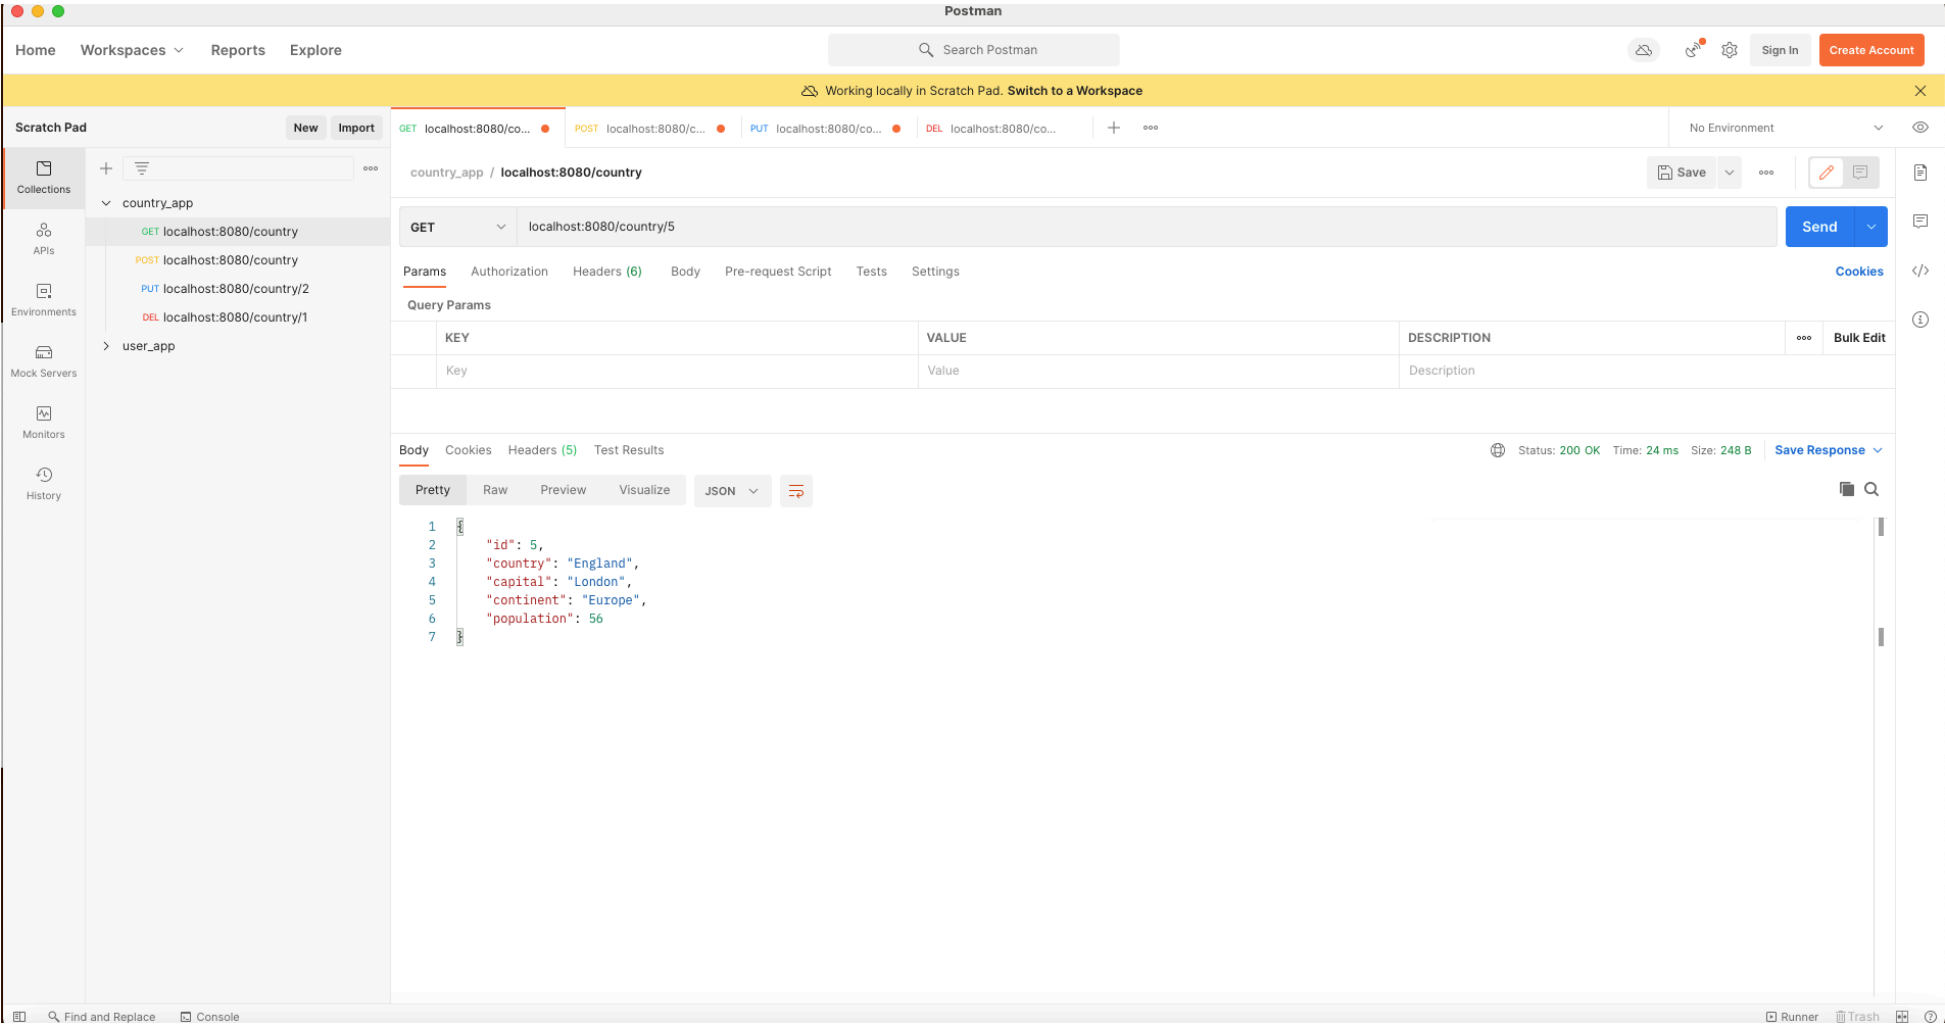 Postman
Home Workspaces Reports Explore Search Postman Sign In Create Account
Working locally in Scratch Pad. Switch to a Workspace
Scratch Pad New Import
GET localhost:8080/co... POST localhost:8080/c... PUT localhost:8080/co... DEL localhost:8080/co... No Environment
Collections
APIs
Environments
Mock Servers
Monitors
History
country_app
GET localhost:8080/country
POST localhost:8080/country
PUT localhost:8080/country/2
DEL localhost:8080/country/1
user_app
country_app / localhost:8080/country Save
GET localhost:8080/country/5 Send
Params Authorization Headers (6) Body Pre-request Script Tests Settings Cookies
Query Params
KEY VALUE DESCRIPTION Bulk Edit
Key Value Description
Body Cookies Headers (5) Test Results Status: 200 OK Time: 24 ms Size: 248 B Save Response
Pretty Raw Preview Visualize JSON
1 {
2 "id": 5,
3 "country": "England",
4 "capital": "London",
5 "continent": "Europe",
6 "population": 56
7 }
Find and Replace Console Runner Trash